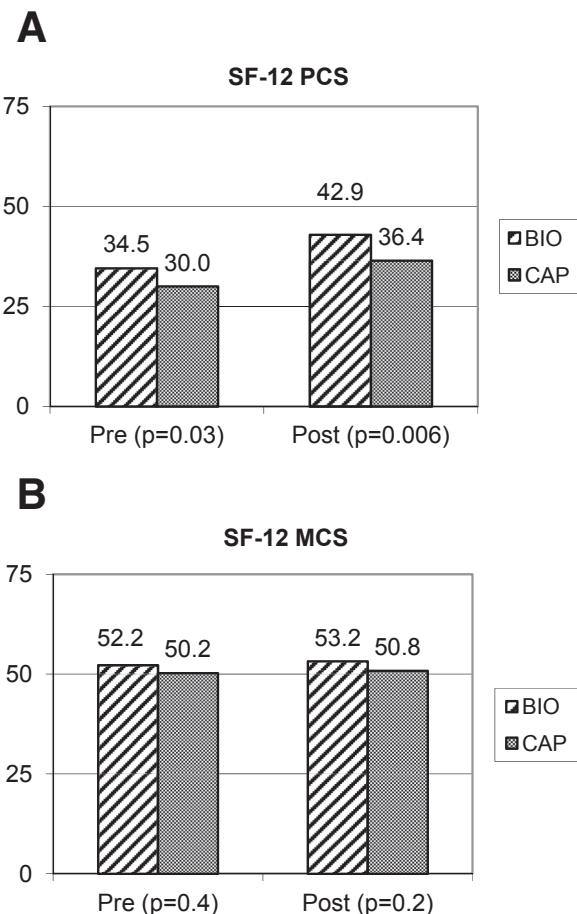 A
SF-12 PCS
75
50
25
0
34.5
30.0
42.9
36.4
Pre (p=0.03)
Post (p=0.006)
BIO
CAP
B
SF-12 MCS
75
50
25
0
52.2
50.2
53.2
50.8
Pre (p=0.4)
Post (p=0.2)
BIO
CAP